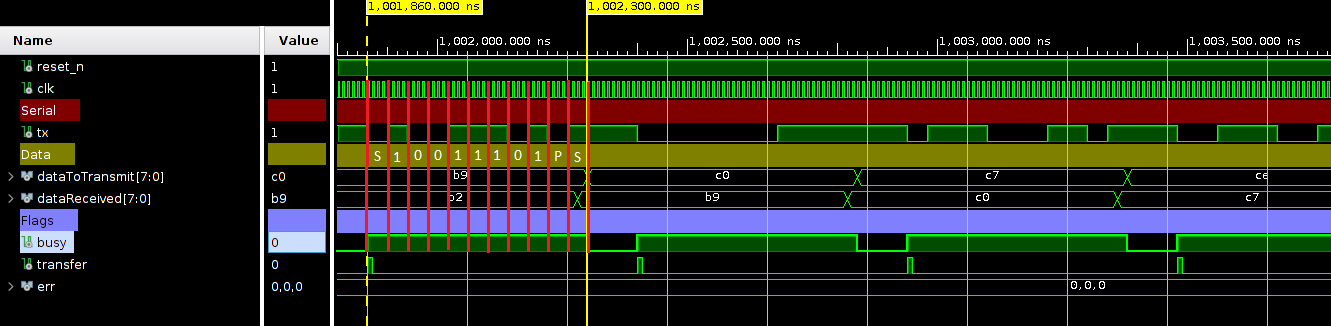 1,001,860.000 ns 1,002,300.000 ns
Name Value 1,002,000.000 ns 1,002,500.000 ns 1,003,000.000 ns 1,003,500.000 ns
reset_n 1
clk 1
Serial
tx 1
Data S 1 0 0 1 1 1 0 1 P S
dataToTransmit[7:0] c0 b9 c0 c7 ce
dataReceived[7:0] b9 b2 b9 c0 c7
Flags
busy 0
transfer 0
err 0,0,0 0,0,0